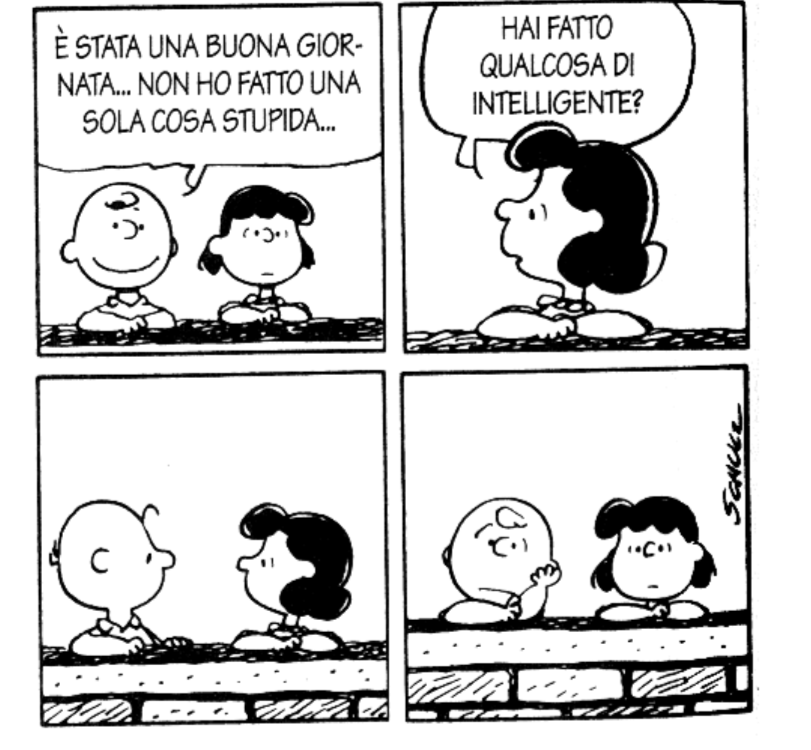 È STATA UNA BUONA GIOR-
NATA... NON HO FATTO UNA
SOLA COSA STUPIDA...
HAI FATTO
QUALCOSA DI
INTELLIGENTE?
SCHULZ